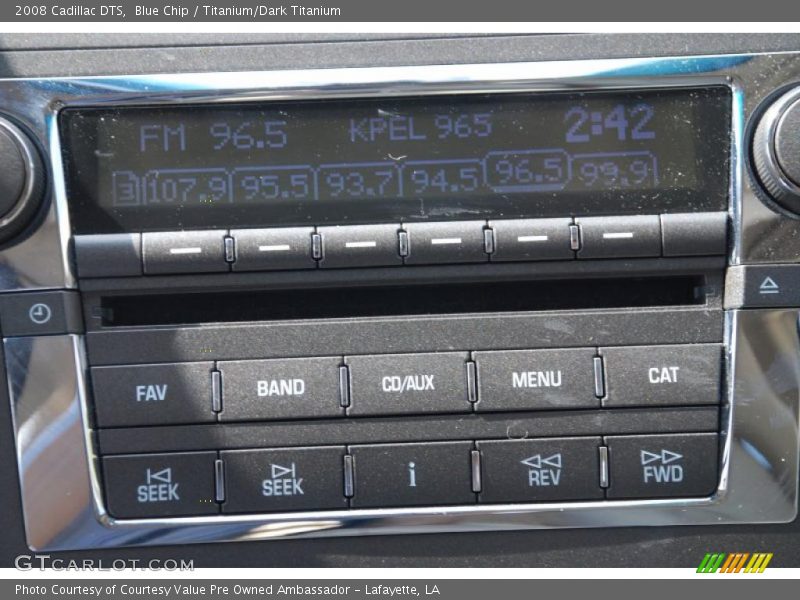 2008 Cadillac DTS, Blue Chip / Titanium/Dark Titanium
FM 96.5 KPEL 965 2:42
3 107.9 95.5 93.7 94.5 96.5 99.9
FAV BAND CD/AUX MENU CAT
SEEK SEEK i REV FWD
GTCARLOT.COM
Photo Courtesy of Courtesy Value Pre Owned Ambassador - Lafayette, LA